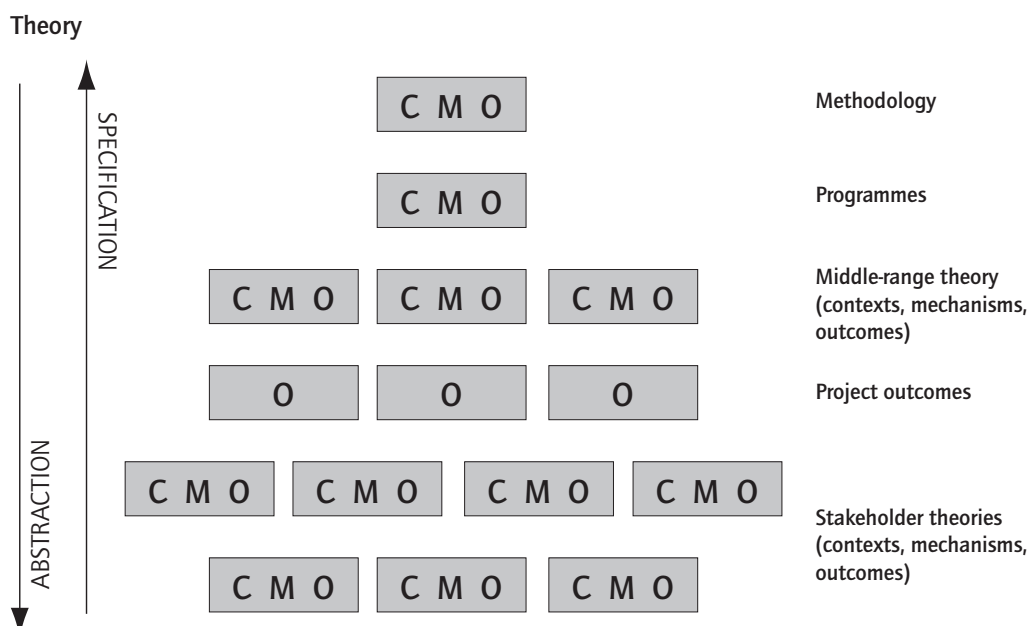 Theory
SPECIFICATION
ABSTRACTION
C M O
Methodology
C M O
Programmes
C M O
C M O
C M O
Middle-range theory
(contexts, mechanisms,
outcomes)
O
O
O
Project outcomes
C M O
C M O
C M O
C M O
C M O
C M O
C M O
Stakeholder theories
(contexts, mechanisms,
outcomes)